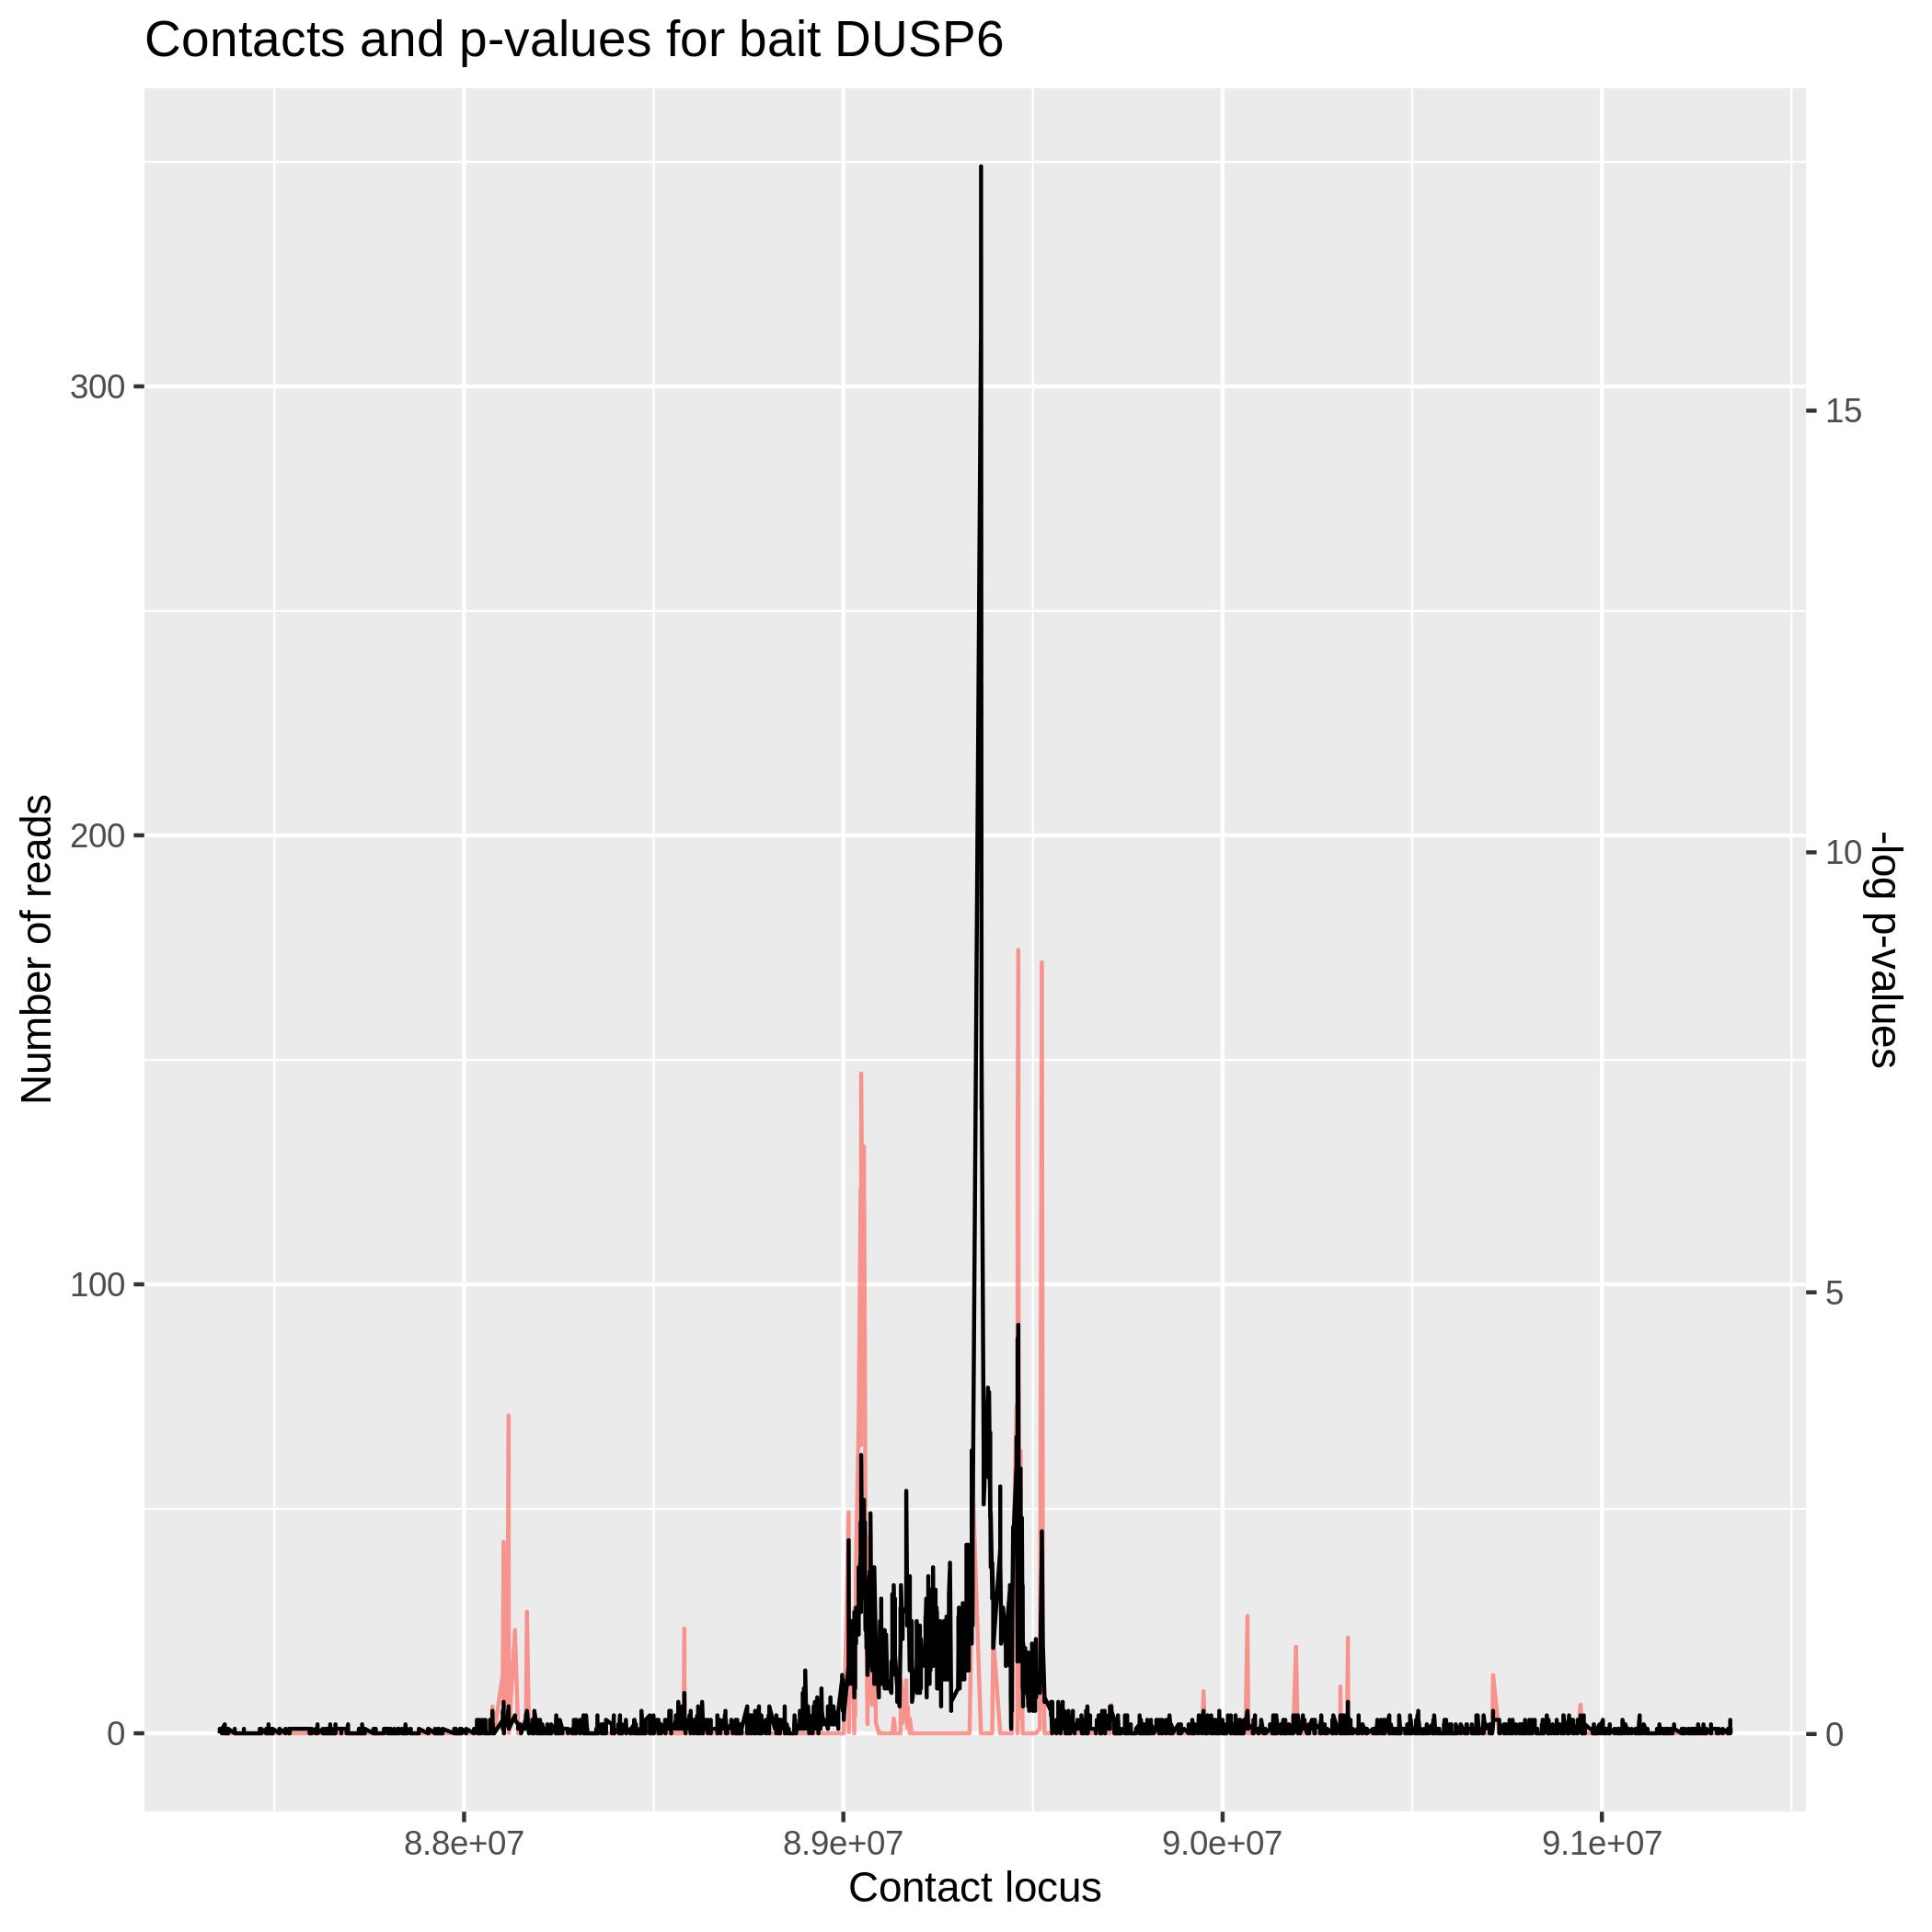 Contacts and p-values for bait DUSP6
Number of reads
300
200
100
0
15
10
5
0
-log p-values
8.8e+07
8.9e+07
9.0e+07
9.1e+07
Contact locus